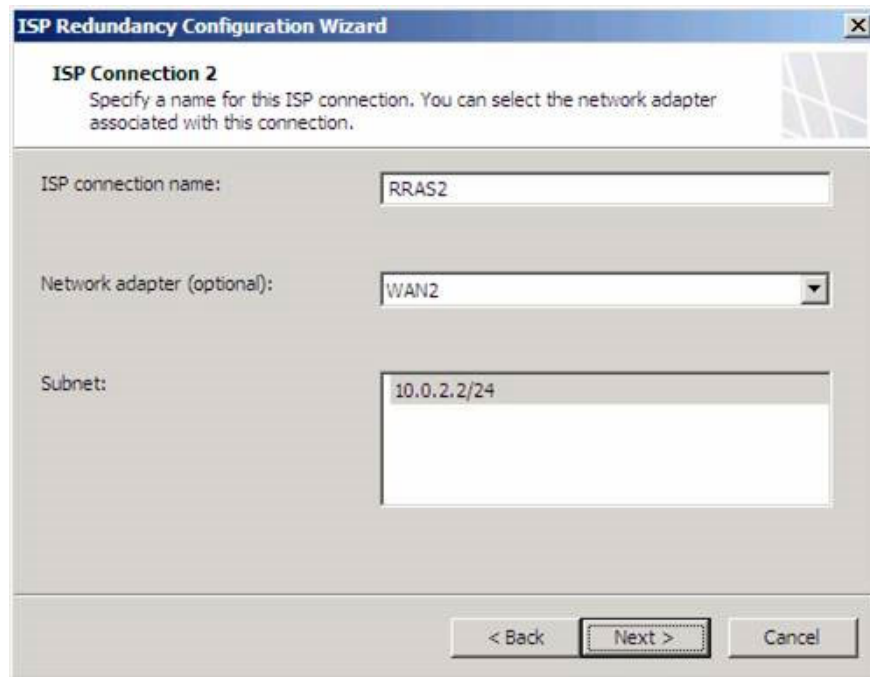 ISP Redundancy Configuration Wizard
ISP Connection 2
Specify a name for this ISP connection. You can select the network adapter
associated with this connection.
ISP connection name:
RRAS2
Network adapter (optional):
WAN2
Subnet:
10.0.2.2/24
< Back
Next >
Cancel